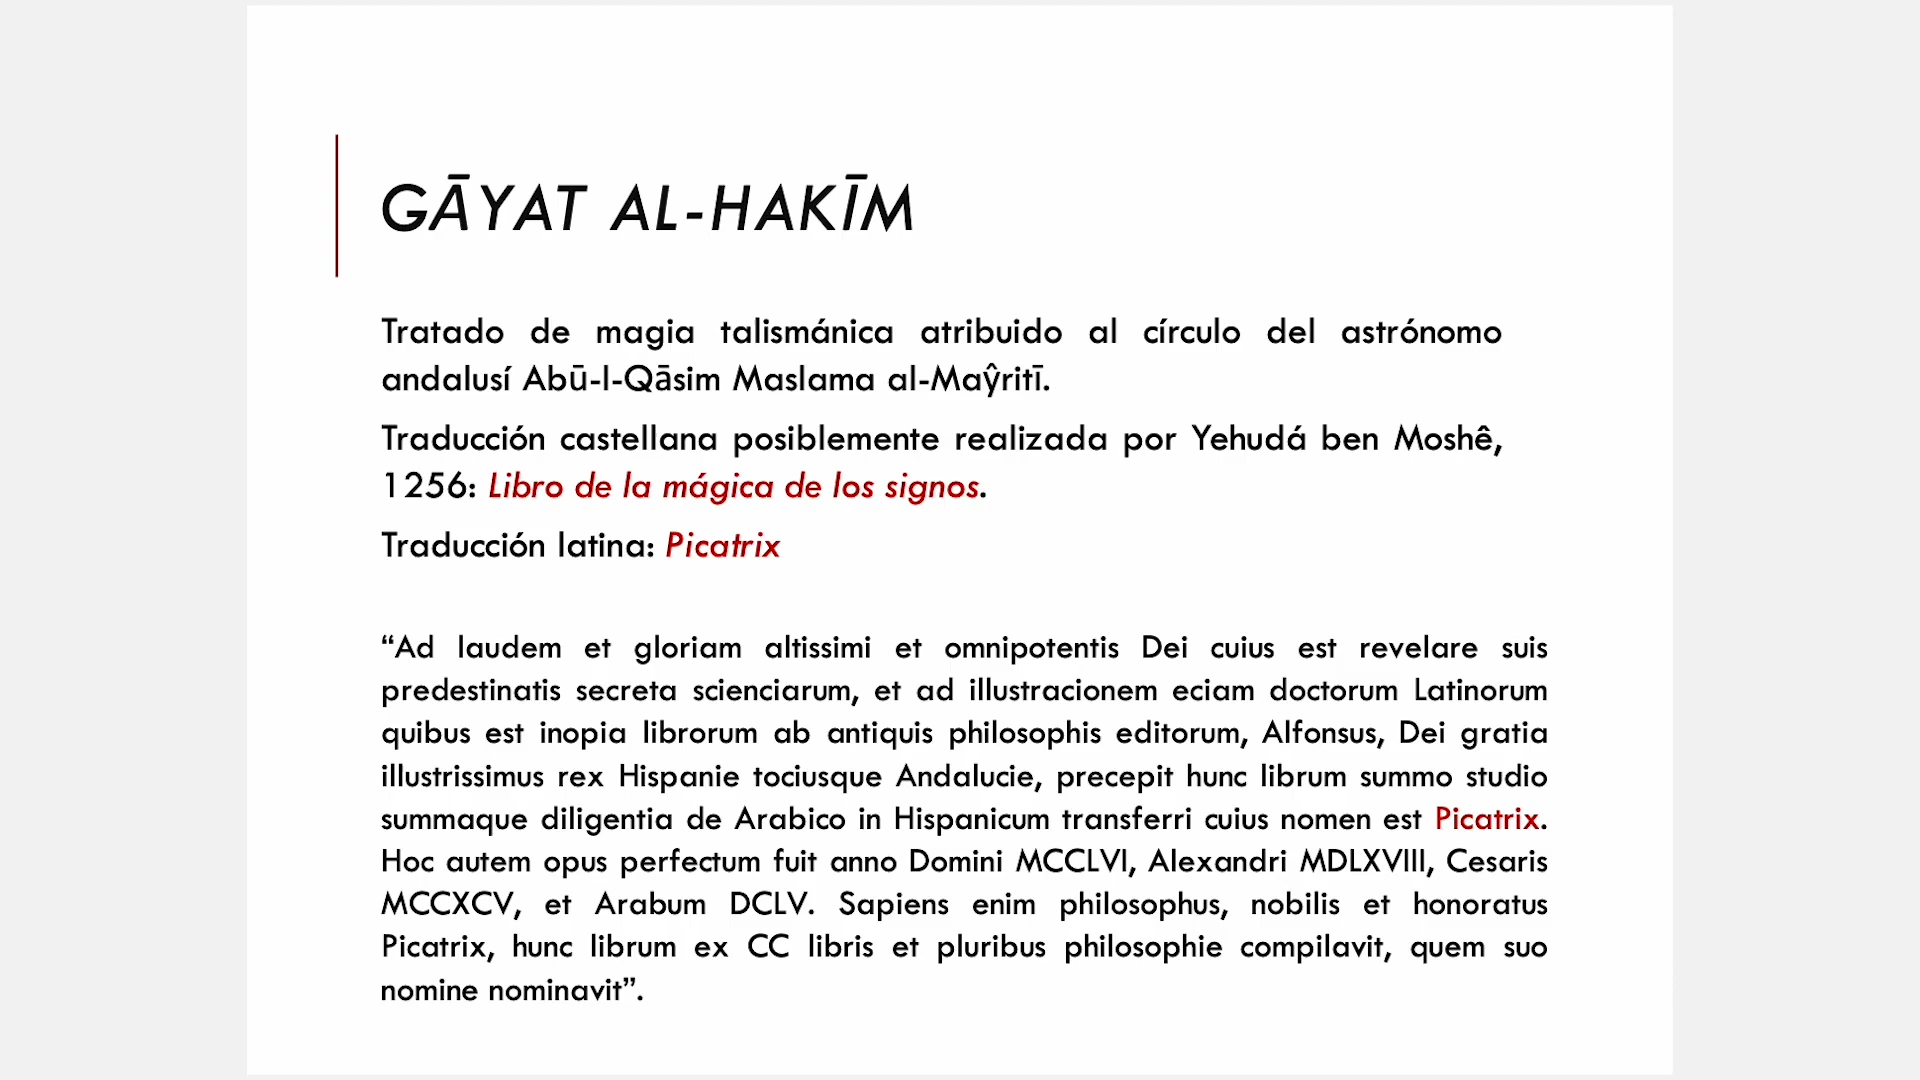 GĀYAT AL-HAKĪM
Tratado de magia talismánica atribuido al círculo del astrónomo
andalusí Abū-l-Qāsim Maslama al-Maŷritī.
Traducción castellana posiblemente realizada por Yehudá ben Moshê,
1256: Libro de la mágica de los signos.
Traducción latina: Picatrix
“Ad laudem et gloriam altissimi et omnipotentis Dei cuius est revelare suis
predestinatis secreta scienciarum, et ad illustracionem eciam doctorum Latinorum
quibus est inopia librorum ab antiquis philosophis editorum, Alfonsus, Dei gratia
illustrissimus rex Hispanie tociusque Andalucie, precepit hunc librum summo studio
summaque diligentia de Arabico in Hispanicum transferri cuius nomen est Picatrix.
Hoc autem opus perfectum fuit anno Domini MCCLVI, Alexandri MDLXVIII, Cesaris
MCCXCV, et Arabum DCLV. Sapiens enim philosophus, nobilis et honoratus
Picatrix, hunc librum ex CC libris et pluribus philosophie compilavit, quem suo
nomine nominavit”.